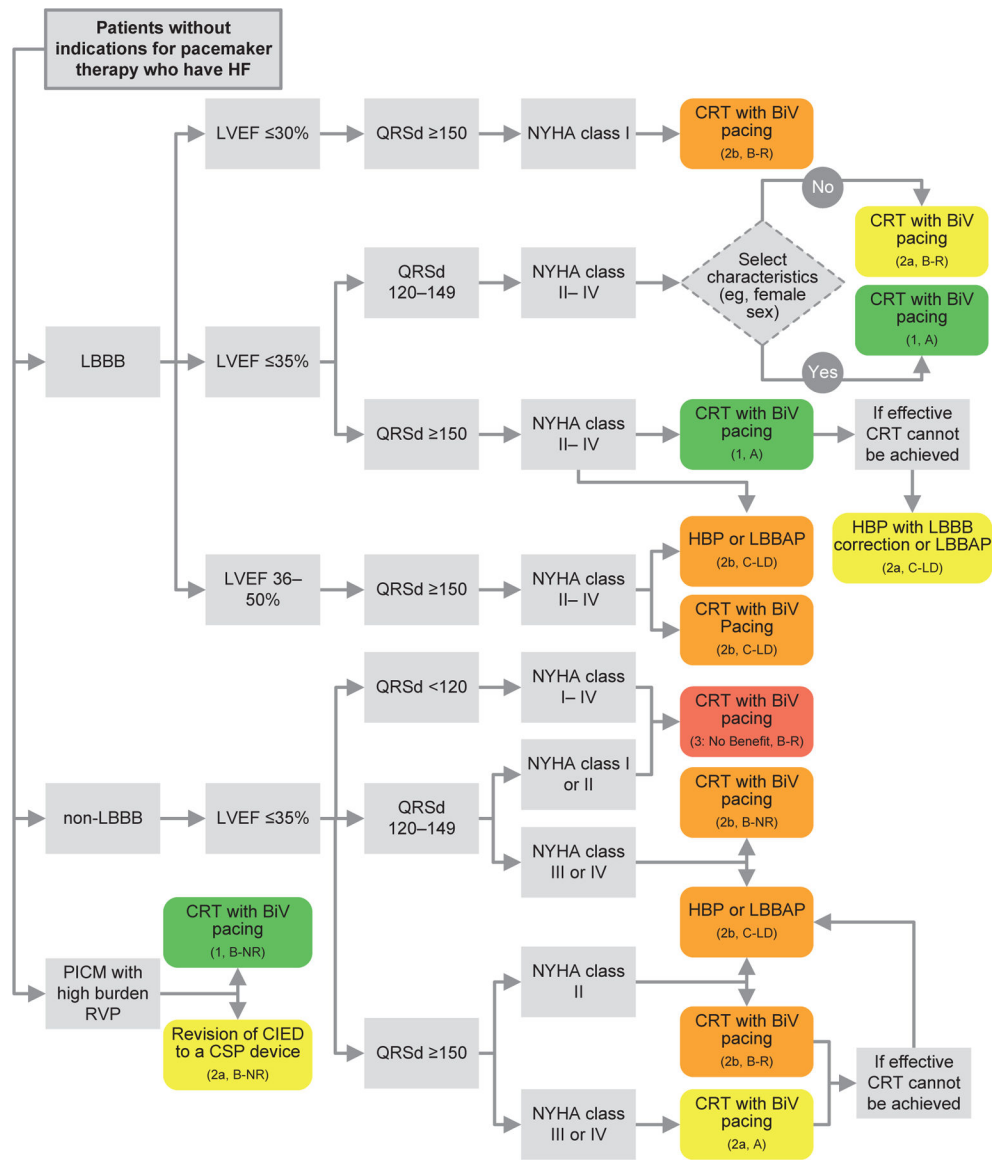 Patients without
indications for pacemaker
therapy who have HF
LVEF ≤30%
QRSd ≥150
NYHA class I
CRT with BiV
pacing
(2b, B-R)
No
CRT with BiV
pacing
(2a, B-R)
QRSd
120–149
NYHA class
II– IV
Select
characteristics
(eg, female
sex)
CRT with BiV
pacing
(1, A)
LBBB
LVEF ≤35%
Yes
QRSd ≥150
NYHA class
II– IV
CRT with BiV
pacing
(1, A)
If effective
CRT cannot
be achieved
HBP or LBBAP
(2b, C-LD)
HBP with LBBB
correction or LBBAP
(2a, C-LD)
LVEF 36–
50%
QRSd ≥150
NYHA class
II– IV
CRT with BiV
Pacing
(2b, C-LD)
QRSd <120
NYHA class
I– IV
CRT with BiV
pacing
(3: No Benefit, B-R)
NYHA class I
or II
non-LBBB
LVEF ≤35%
QRSd
120–149
CRT with BiV
pacing
(2b, B-NR)
NYHA class
III or IV
CRT with BiV
pacing
(1, B-NR)
HBP or LBBAP
(2b, C-LD)
PICM with
high burden
RVP
NYHA class
II
Revision of CIED
to a CSP device
(2a, B-NR)
QRSd ≥150
CRT with BiV
pacing
(2b, B-R)
If effective
CRT cannot
be achieved
NYHA class
III or IV
CRT with BiV
pacing
(2a, A)